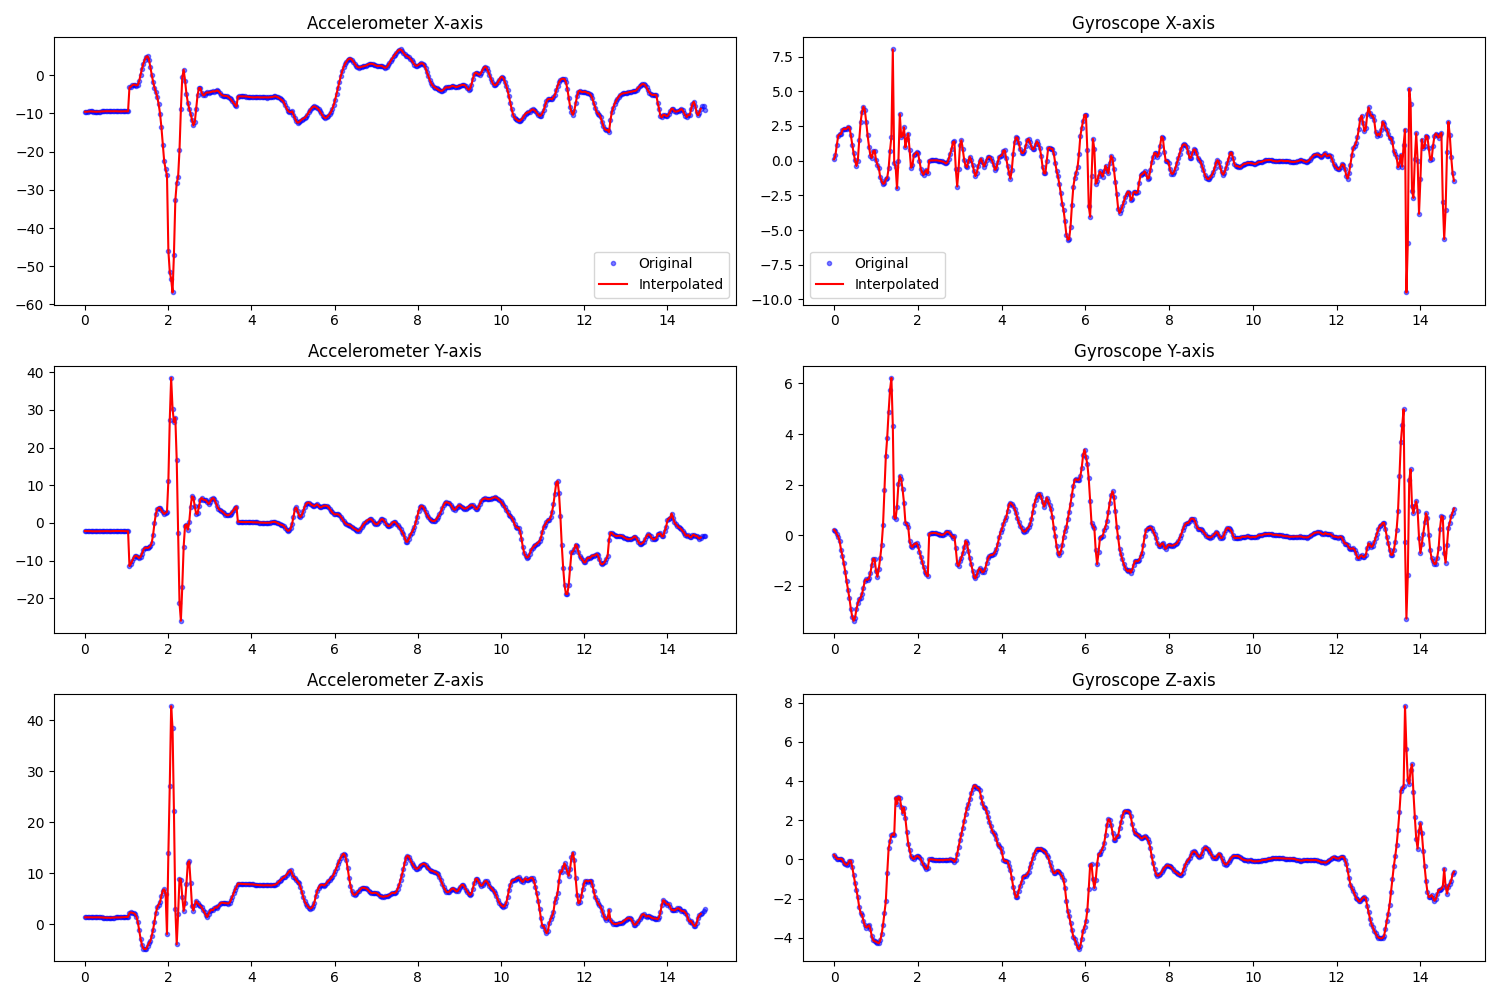 Accelerometer X-axis
0
−10
−20
−30
−40
−50
−60
0 2 4 6 8 10 12 14
Original
Interpolated
Gyroscope X-axis
7.5
5.0
2.5
0.0
−2.5
−5.0
−7.5
−10.0
0 2 4 6 8 10 12 14
Original
Interpolated
Accelerometer Y-axis
40
30
20
10
0
−10
−20
0 2 4 6 8 10 12 14
Gyroscope Y-axis
6
4
2
0
−2
0 2 4 6 8 10 12 14
Accelerometer Z-axis
40
30
20
10
0
0 2 4 6 8 10 12 14
Gyroscope Z-axis
8
6
4
2
0
−2
−4
0 2 4 6 8 10 12 14